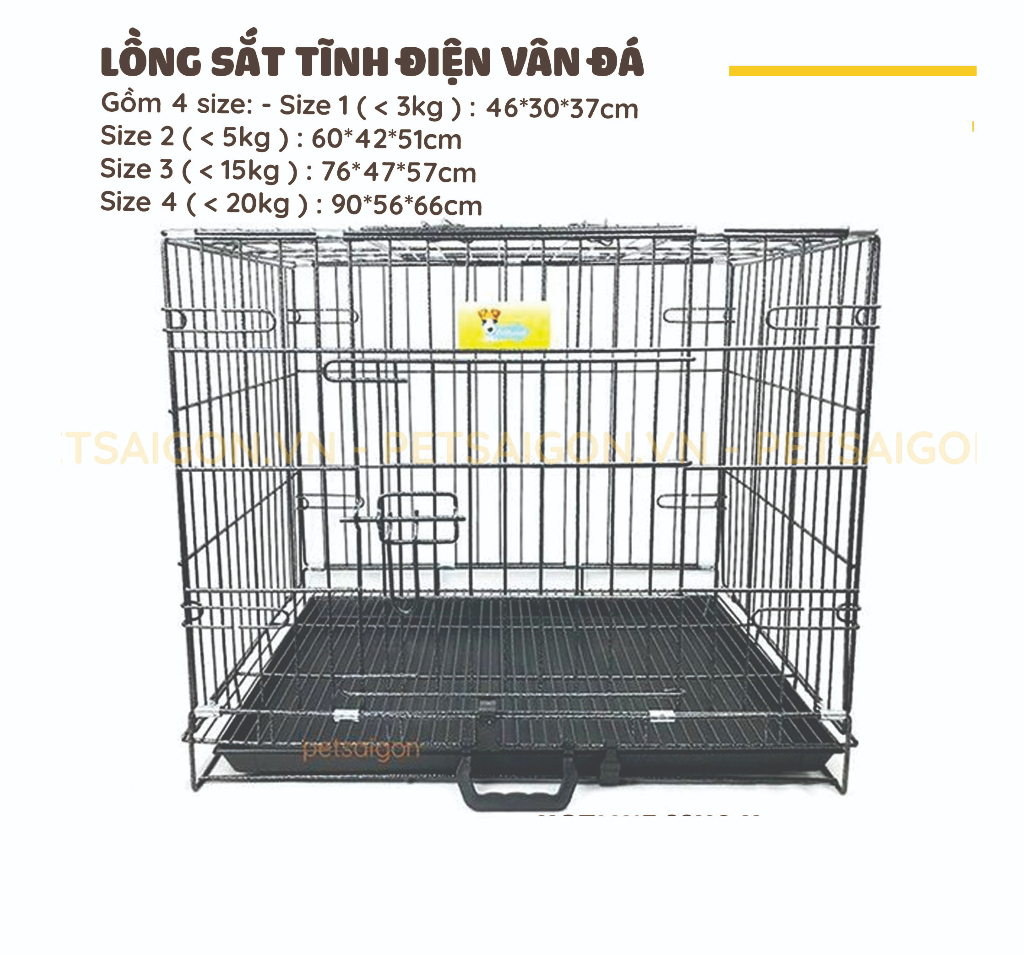 LỒNG SẮT TĨNH ĐIỆN VÂN ĐÁ
Gồm 4 size: - Size 1 ( < 3kg ) : 46*30*37cm
Size 2 ( < 5kg ) : 60*42*51cm
Size 3 ( < 15kg ) : 76*47*57cm
Size 4 ( < 20kg ) : 90*56*66cm
ETSAIGON.VN - PETSAIGON.VN - PETSAIGON
petsaigon